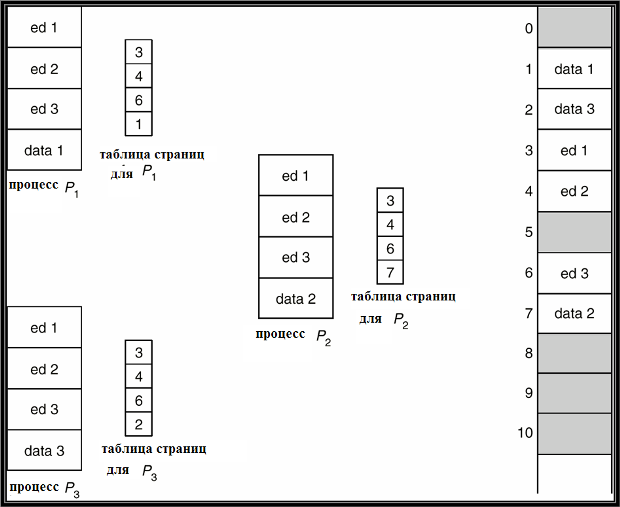 ed 1
ed 2
ed 3
data 1
процесс P1
3
4
6
1
таблица страниц
для P1
ed 1
ed 2
ed 3
data 2
процесс P2
3
4
6
7
таблица страниц
для P2
ed 1
ed 2
ed 3
data 3
процесс P3
3
4
6
2
таблица страниц
для P3
0
1 data 1
2 data 3
3 ed 1
4 ed 2
5
6 ed 3
7 data 2
8
9
10